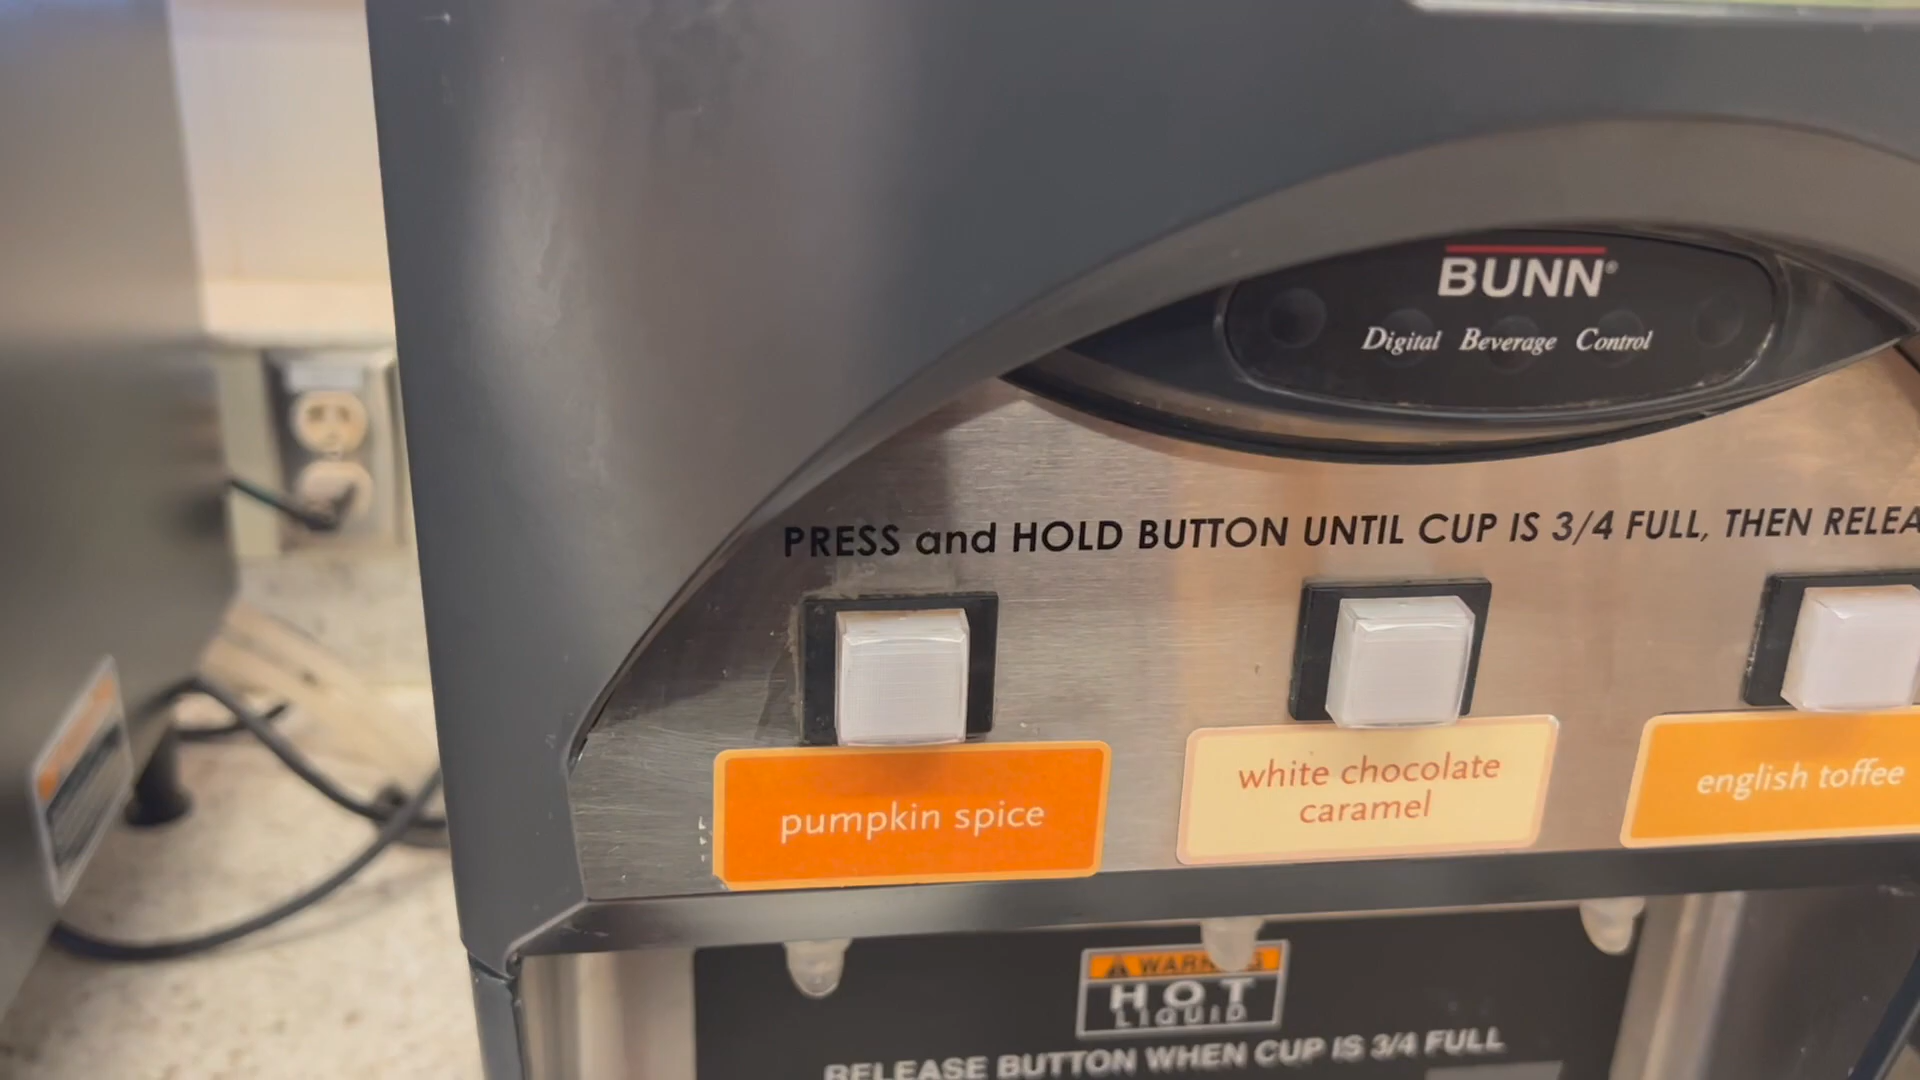 BUNN®
Digital Beverage Control
PRESS and HOLD BUTTON UNTIL CUP IS 3/4 FULL, THEN
pumpkin spice
white chocolate
caramel
english toffee
WARNING
HOT
LIQUID
RELEASE BUTTON WHEN CUP IS 3/4 FULL